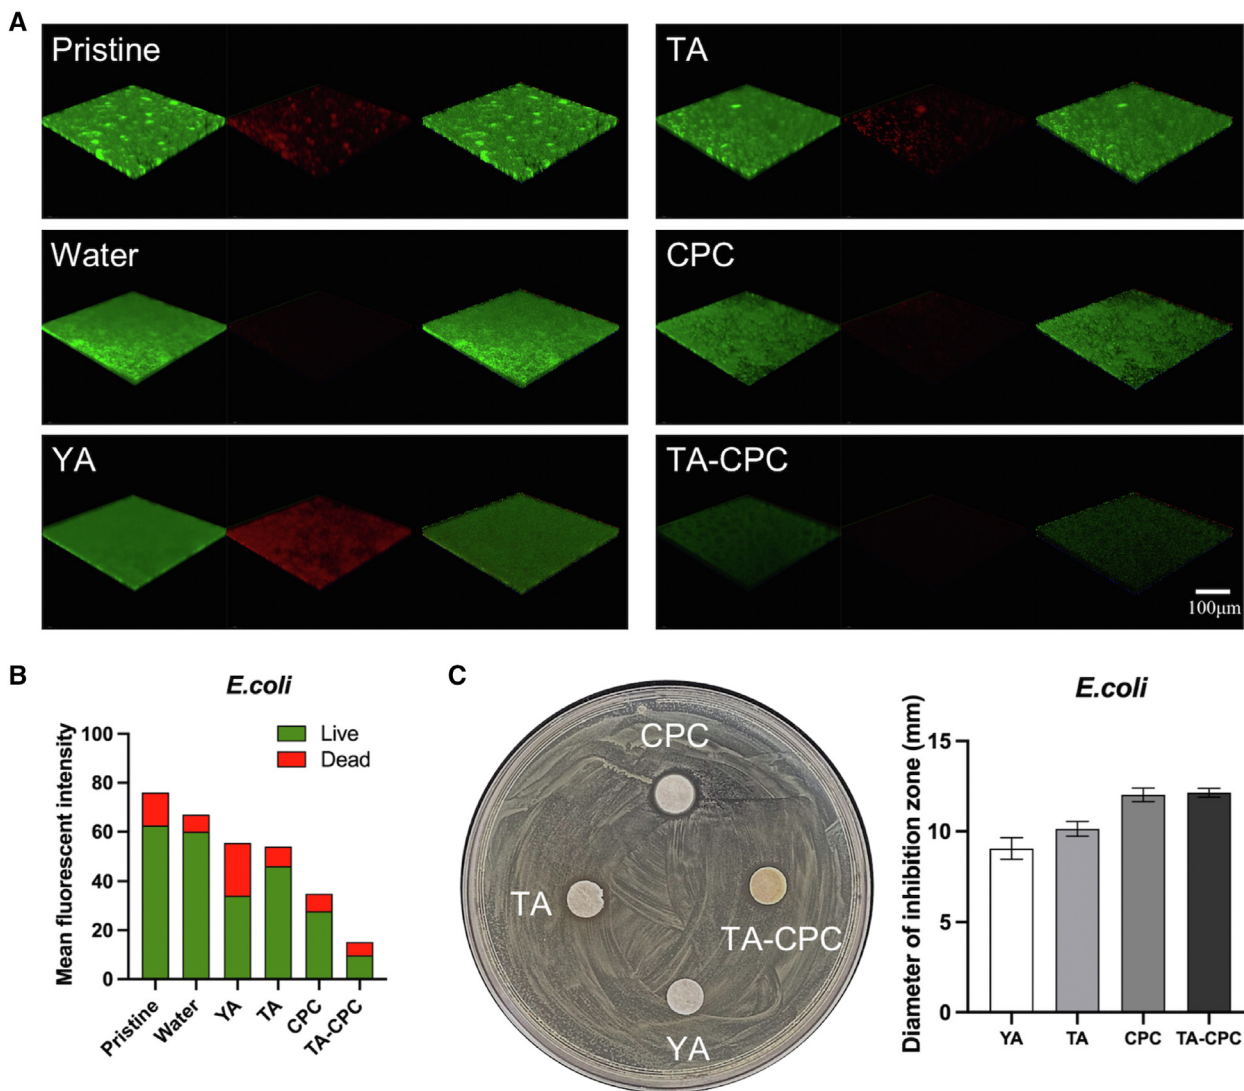 A
Pristine
TA
Water
CPC
YA
TA-CPC
100μm
B
E.coli
Live
Dead
Mean fluorescent intensity
100
80
60
40
20
0
Pristine
Water
YA
TA
CPC
TA-CPC
C
CPC
TA
TA-CPC
YA
E.coli
Diameter of inhibition zone (mm)
15
10
5
0
YA
TA
CPC
TA-CPC